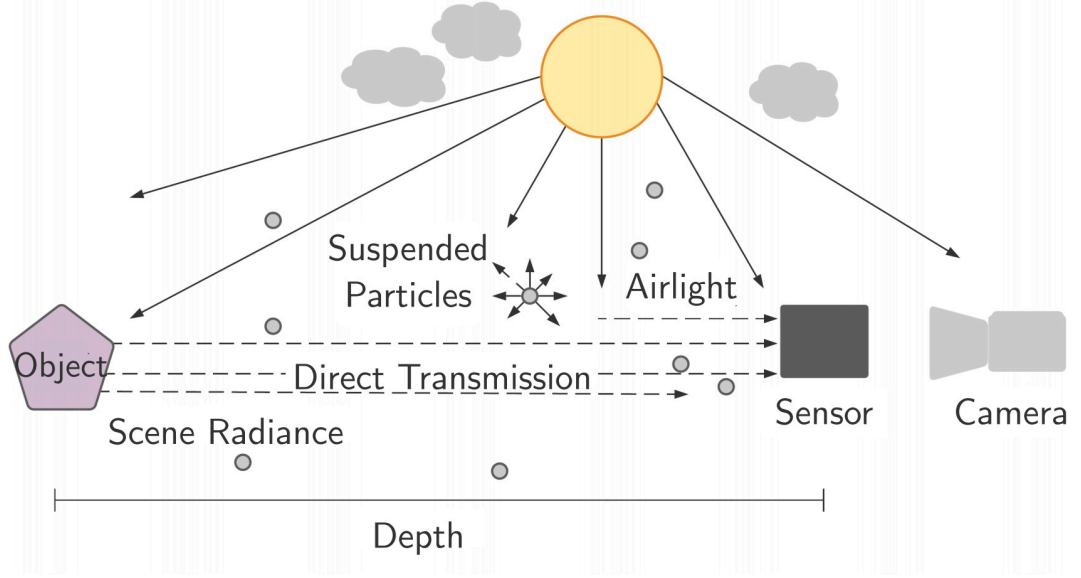 Suspended
Particles
Airlight
Object
Direct Transmission
Sensor
Camera
Scene Radiance
Depth